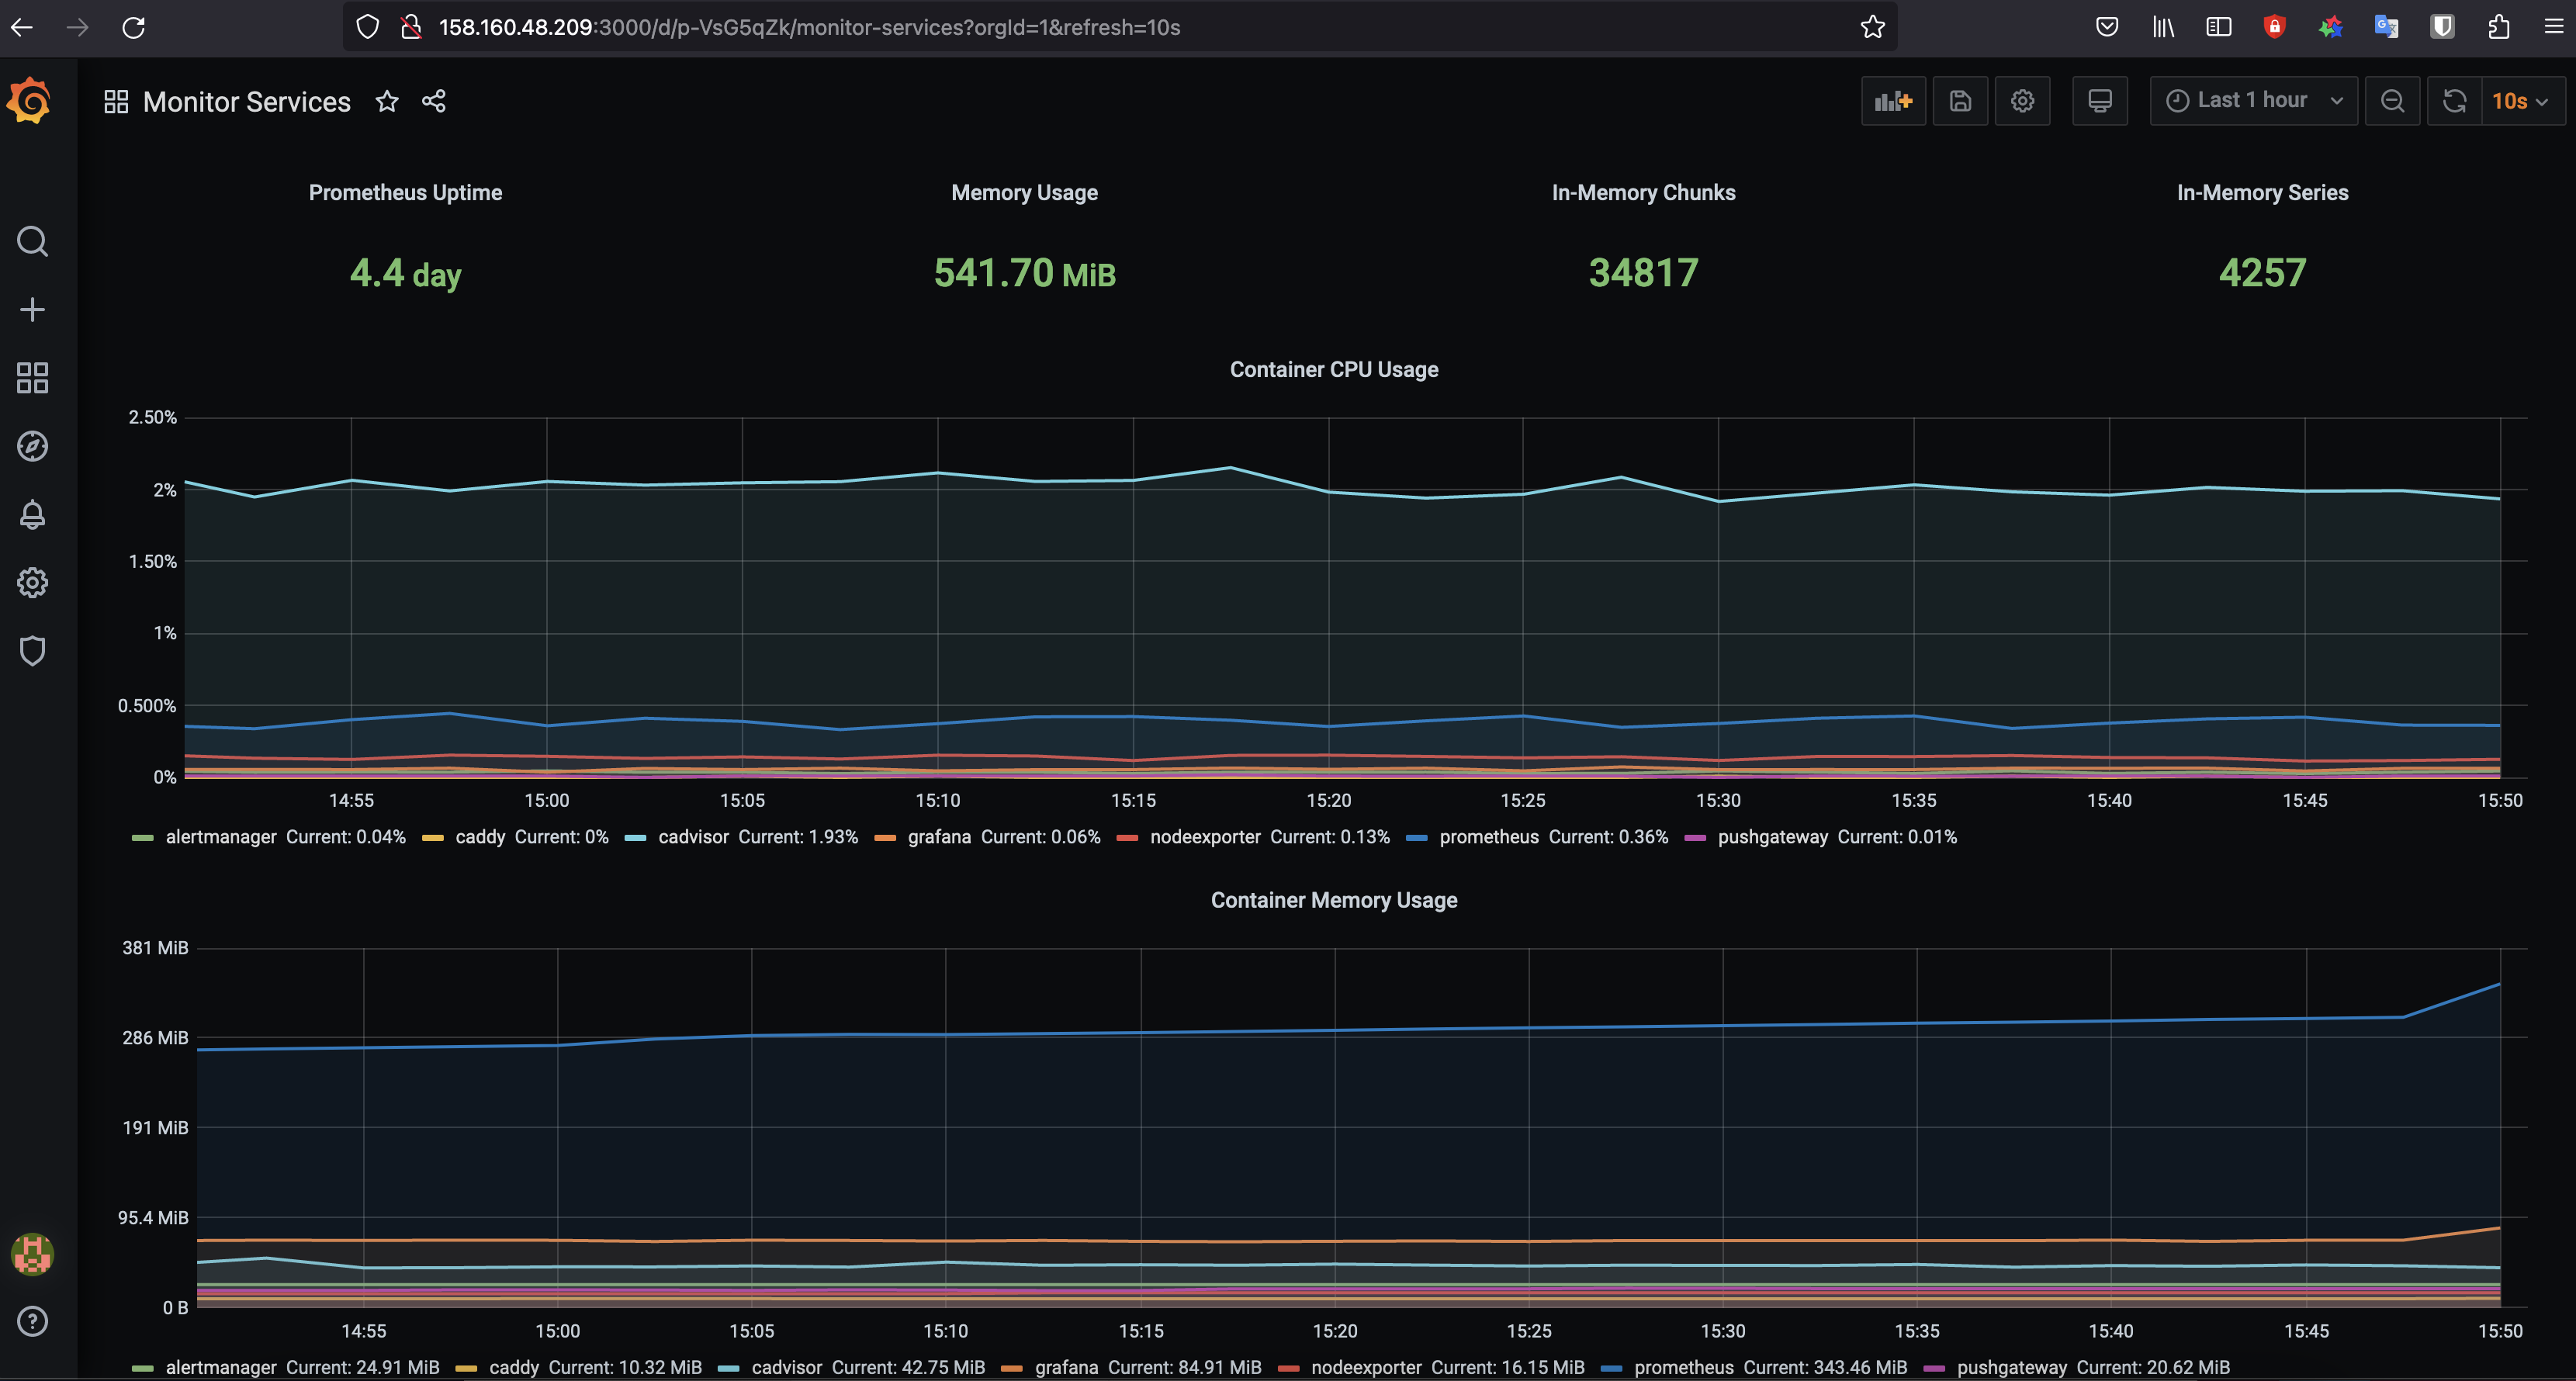 158.160.48.209:3000/d/p-VsG5qZk/monitor-services?orgId=1&refresh=10s
Monitor Services
Last 1 hour
10s
Prometheus Uptime
Memory Usage
In-Memory Chunks
In-Memory Series
4.4 day
541.70 MiB
34817
4257
Container CPU Usage
2.50%
2%
1.50%
1%
0.500%
0%
14:55 15:00 15:05 15:10 15:15 15:20 15:25 15:30 15:35 15:40 15:45 15:50
alertmanager Current: 0.04% caddy Current: 0% cadvisor Current: 1.93% grafana Current: 0.06% nodeexporter Current: 0.13% prometheus Current: 0.36% pushgateway Current: 0.01%
Container Memory Usage
381 MiB
286 MiB
191 MiB
95.4 MiB
0 B
14:55 15:00 15:05 15:10 15:15 15:20 15:25 15:30 15:35 15:40 15:45 15:50
alertmanager Current: 24.91 MiB caddy Current: 10.32 MiB cadvisor Current: 42.75 MiB grafana Current: 84.91 MiB nodeexporter Current: 16.15 MiB prometheus Current: 343.46 MiB pushgateway Current: 20.62 MiB